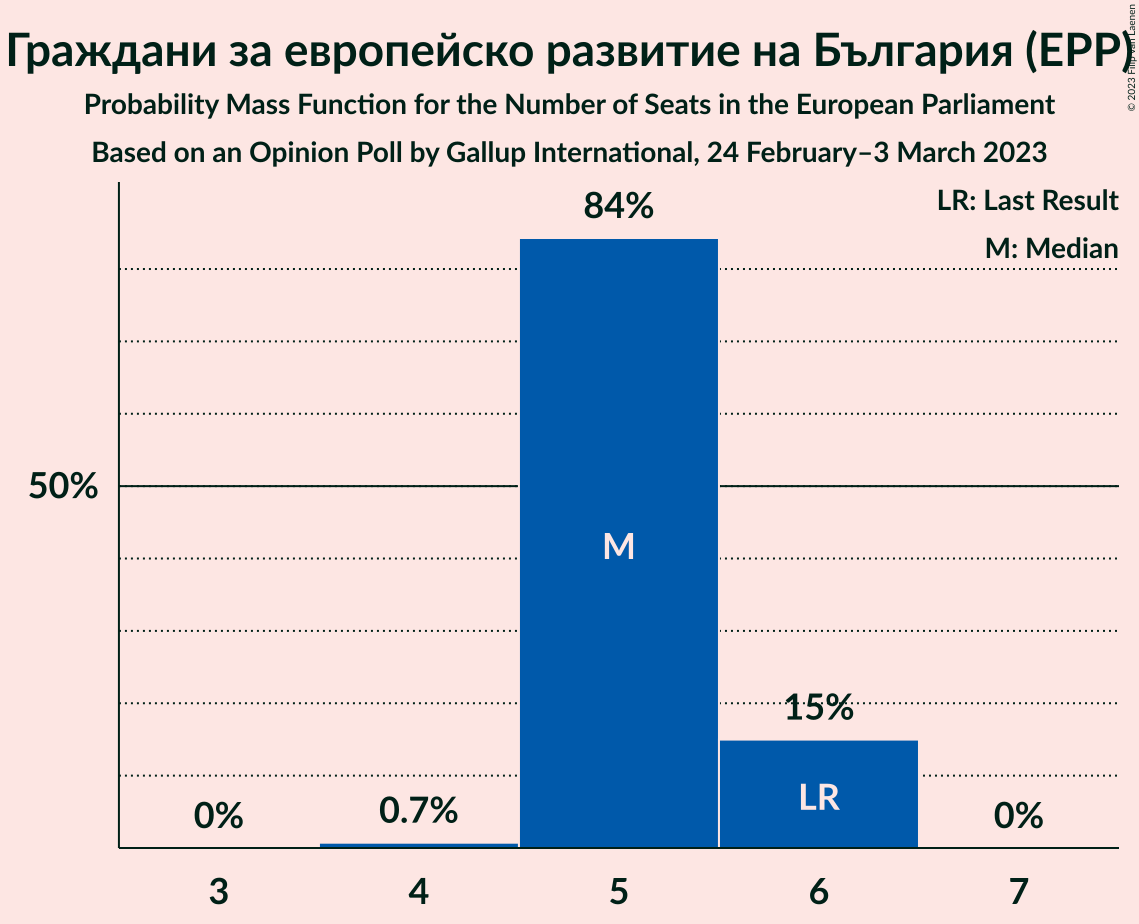 Граждани за европейско развитие на България (EPP)
© 2023 Filip van Laenen
Probability Mass Function for the Number of Seats in the European Parliament
Based on an Opinion Poll by Gallup International, 24 February–3 March 2023
LR: Last Result
M: Median
84%
50%
M
15%
LR
0%
0.7%
0%
3
4
5
6
7